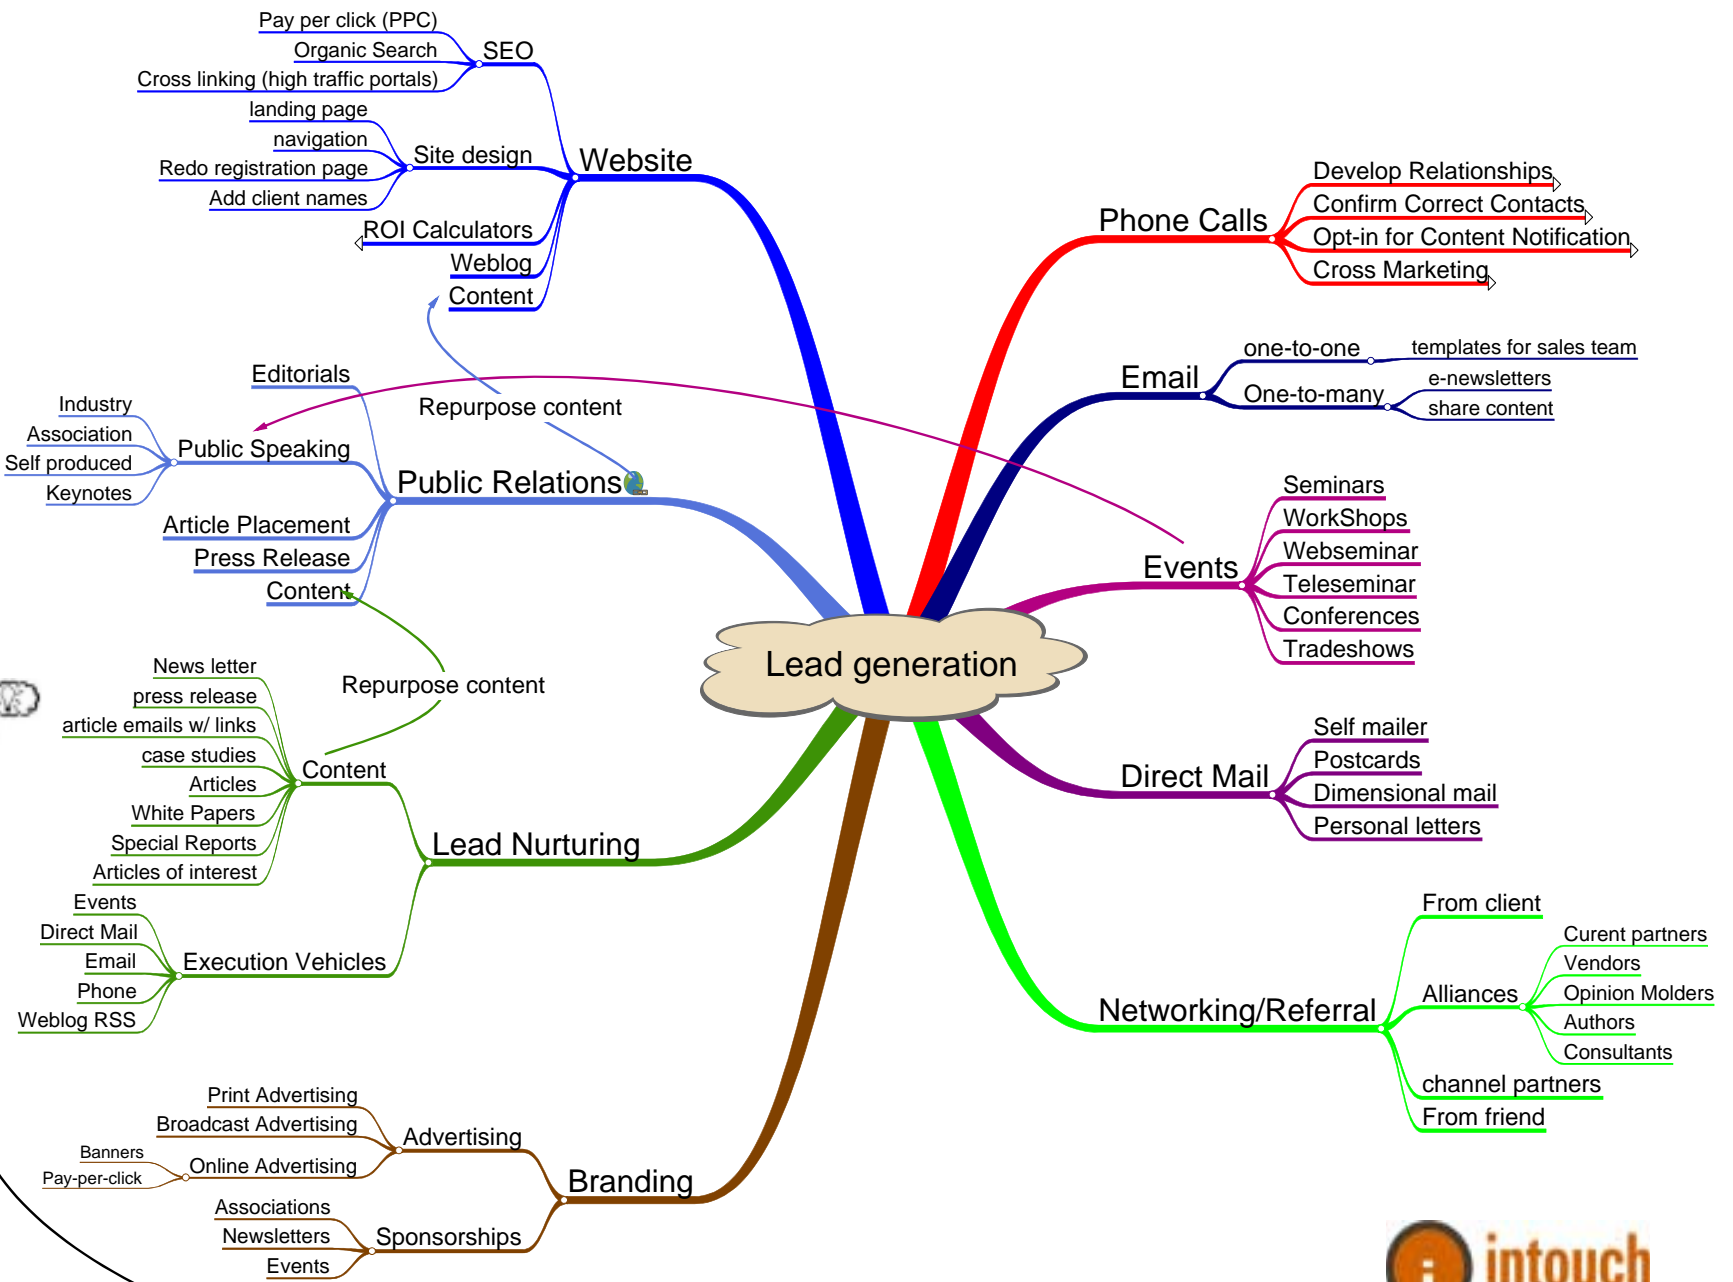 Pay per click (PPC)
Organic Search
Cross linking (high traffic portals)
SEO
landing page
navigation
Redo registration page
Add client names
Site design
ROI Calculators
Weblog
Content
Website
Editorials
Industry
Association
Self produced
Keynotes
Public Speaking
Article Placement
Press Release
Content
Public Relations
Repurpose content
News letter
press release
article emails w/ links
case studies
Articles
White Papers
Special Reports
Articles of interest
Content
Repurpose content
Events
Direct Mail
Email
Phone
Weblog RSS
Execution Vehicles
Lead Nurturing
Print Advertising
Broadcast Advertising
Banners
Pay-per-click
Online Advertising
Advertising
Associations
Newsletters
Events
Sponsorships
Branding
Lead generation
Phone Calls
Develop Relationships
Confirm Correct Contacts
Opt-in for Content Notification
Cross Marketing
Email
one-to-one
templates for sales team
One-to-many
e-newsletters
share content
Events
Seminars
WorkShops
Webseminar
Teleseminar
Conferences
Tradeshows
Direct Mail
Self mailer
Postcards
Dimensional mail
Personal letters
Networking/Referral
From client
Alliances
Curent partners
Vendors
Opinion Molders
Authors
Consultants
channel partners
From friend
i intouch